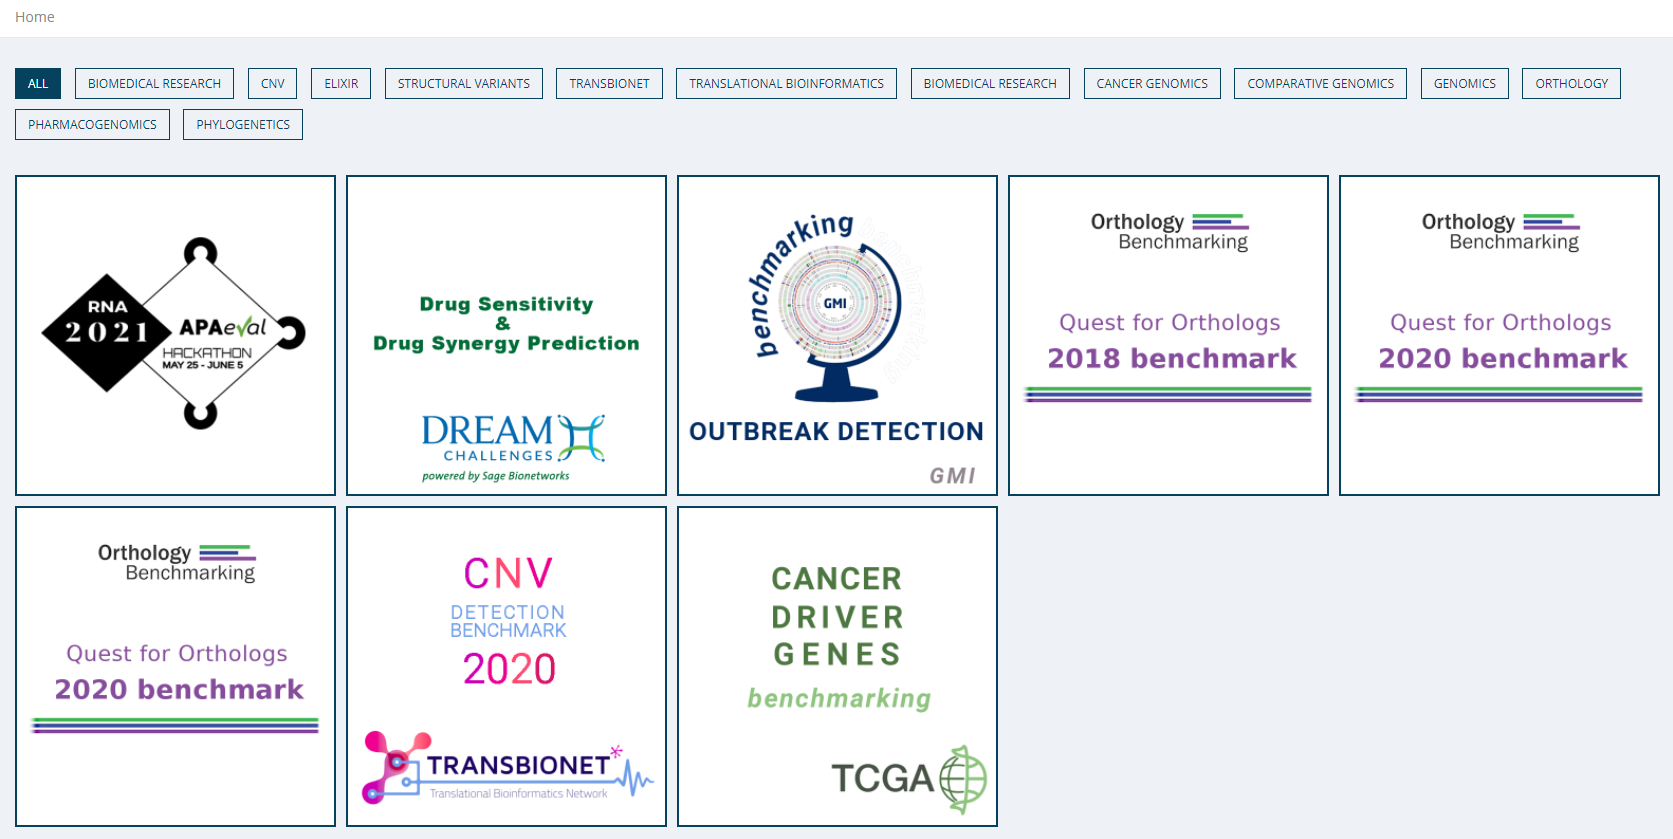 Home
ALL
BIOMEDICAL RESEARCH
CNV
ELIXIR
STRUCTURAL VARIANTS
TRANSBIONET
TRANSLATIONAL BIOINFORMATICS
BIOMEDICAL RESEARCH
CANCER GENOMICS
COMPARATIVE GENOMICS
GENOMICS
ORTHOLOGY
PHARMACOGENOMICS
PHYLOGENETICS
RNA
2021
APAeval
HACKATHON
MAY 25 - JUNE 5
Drug Sensitivity
&
Drug Synergy Prediction
DREAM
CHALLENGES
powered by Sage Bionetworks
benchmarking
GMI
OUTBREAK DETECTION
GMI
Orthology
Benchmarking
Quest for Orthologs
2018 benchmark
Orthology
Benchmarking
Quest for Orthologs
2020 benchmark
Orthology
Benchmarking
Quest for Orthologs
2020 benchmark
CNV
DETECTION
BENCHMARK
2020
TRANSBIONET
Translational Bioinformatics Network
CANCER
DRIVER
GENES
benchmarking
TCGA